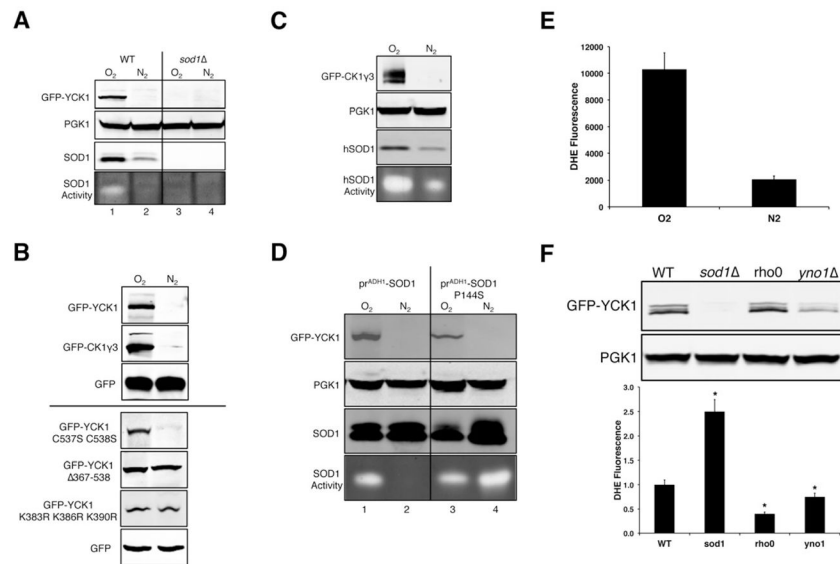 A
WT sod1Δ
O2 N2 O2 N2
GFP-YCK1
PGK1
SOD1
SOD1
Activity
1 2 3 4
B
O2 N2
GFP-YCK1
GFP-CK1γ3
GFP
GFP-YCK1
C537S C538S
GFP-YCK1
Δ367-538
GFP-YCK1
K383R K386R K390R
GFP
C
O2 N2
GFP-CK1γ3
PGK1
hSOD1
hSOD1
Activity
D
prADH1-SOD1 prADH1-SOD1
P144S
O2 N2 O2 N2
GFP-YCK1
PGK1
SOD1
SOD1
Activity
1 2 3 4
E
DHE Fluorescence
12000
10000
8000
6000
4000
2000
0
O2 N2
F
WT sod1Δ rho0 yno1Δ
GFP-YCK1
PGK1
DHE Fluorescence
3.0
2.5
2.0
1.5
1.0
0.5
0.0
*
*
*
WT sod1 rho0 yno1